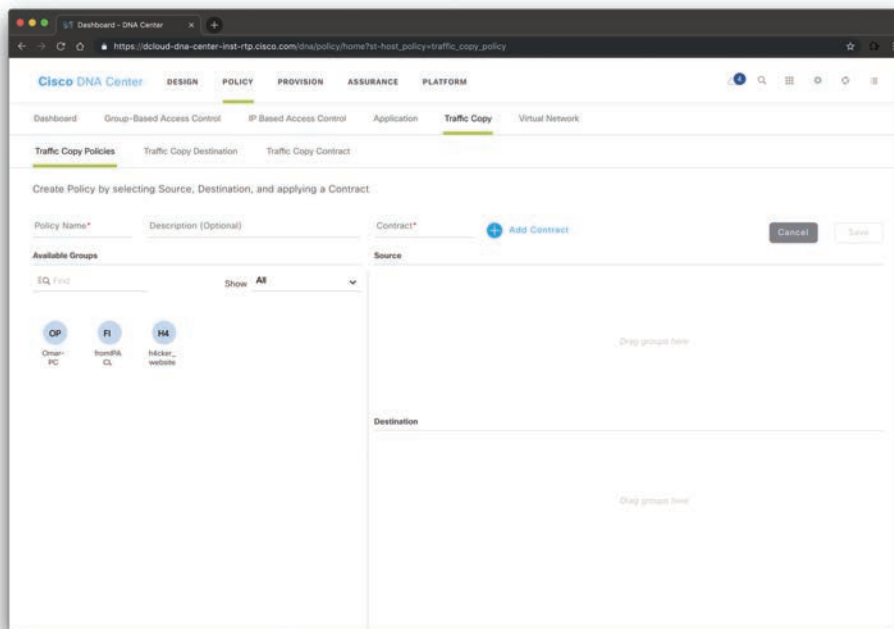 Dashboard - DNA Center
https://dcloud-dna-center-inst-rtp.cisco.com/dna/policy/home?st-host_policy=traffic_copy_policy
Cisco DNA Center DESIGN POLICY PROVISION ASSURANCE PLATFORM 4
Dashboard Group-Based Access Control IP Based Access Control Application Traffic Copy Virtual Network
Traffic Copy Policies Traffic Copy Destination Traffic Copy Contract
Create Policy by selecting Source, Destination, and applying a Contract
Policy Name* Description (Optional) Contract* Add Contract Cancel Save
Available Groups Source
Find Show All
Drag groups here
OP FI H4
Omar- fromIPA h4cker_
PC CL website
Destination
Drag groups here